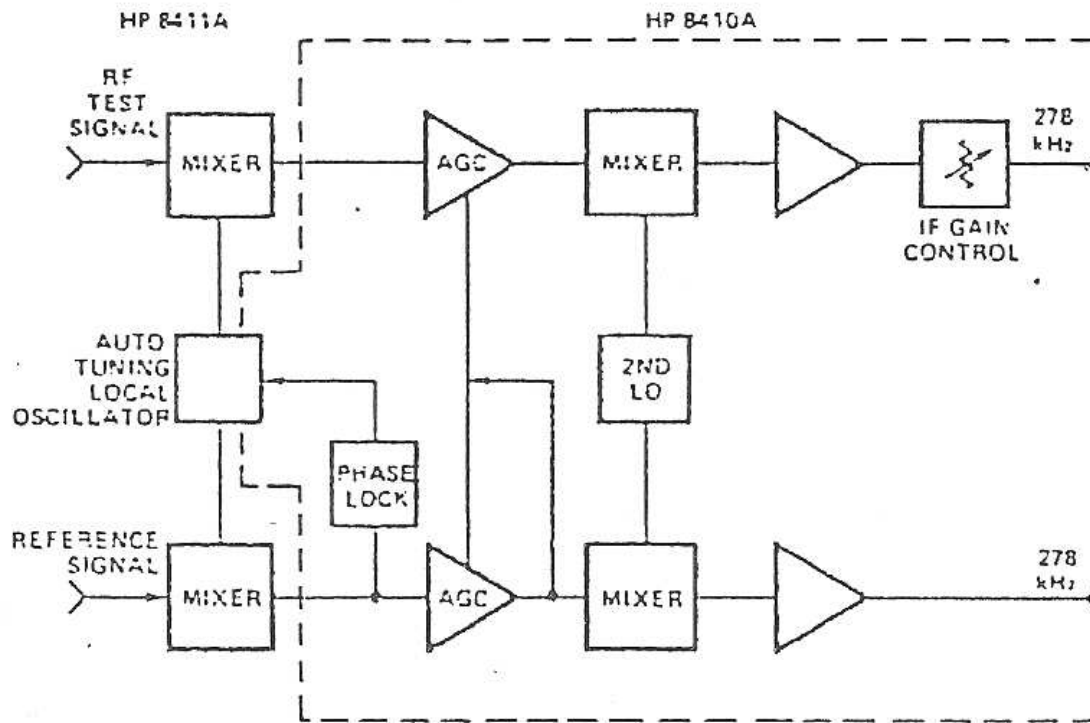 HP 8411A
HP 8410A
RF
TEST
SIGNAL
MIXER
AGC
MIXER
278
kHz
IF GAIN
CONTROL
AUTO
TUNING
LOCAL
OSCILLATOR
2ND
LO
PHASE
LOCK
REFERENCE
SIGNAL
MIXER
AGC
MIXER
278
kHz